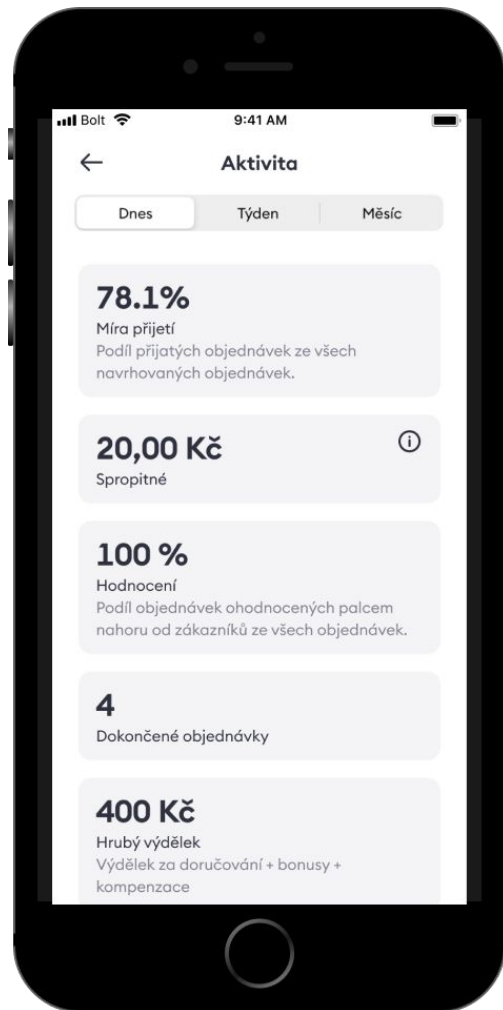 Bolt 9:41 AM
Aktivita
Dnes Týden Měsíc
78.1%
Míra přijetí
Podíl přijatých objednávek ze všech
navrhovaných objednávek.
20,00 Kč
Spropitné
100 %
Hodnocení
Podíl objednávek ohodnocených palcem
nahoru od zákazníků ze všech objednávek.
4
Dokončené objednávky
400 Kč
Hrubý výdělek
Výdělek za doručování + bonusy +
kompenzace